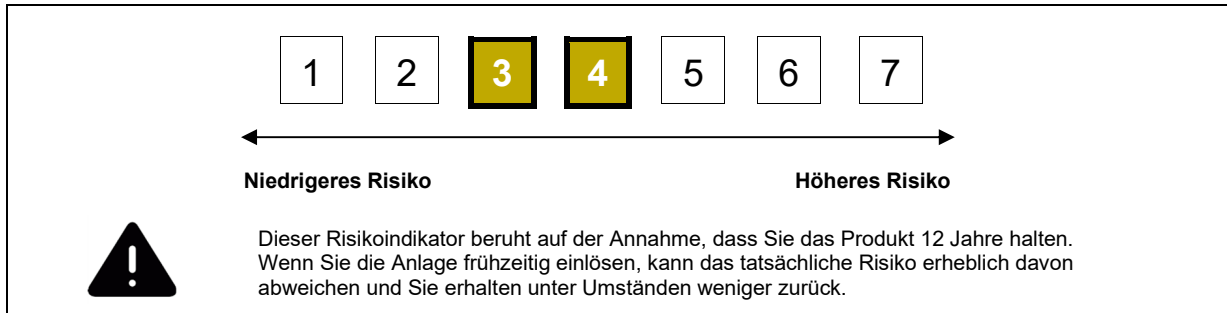 1 2 3 4 5 6 7
Niedrigeres Risiko Höheres Risiko
Dieser Risikoindikator beruht auf der Annahme, dass Sie das Produkt 12 Jahre halten.
Wenn Sie die Anlage frühzeitig einlösen, kann das tatsächliche Risiko erheblich davon
abweichen und Sie erhalten unter Umständen weniger zurück.